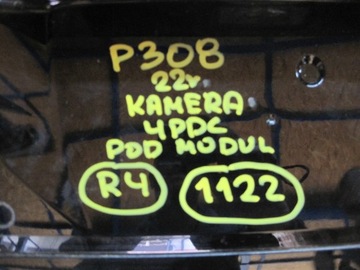 P308
22r
KAMERA
4PDC
POD MODUL
R4 1122